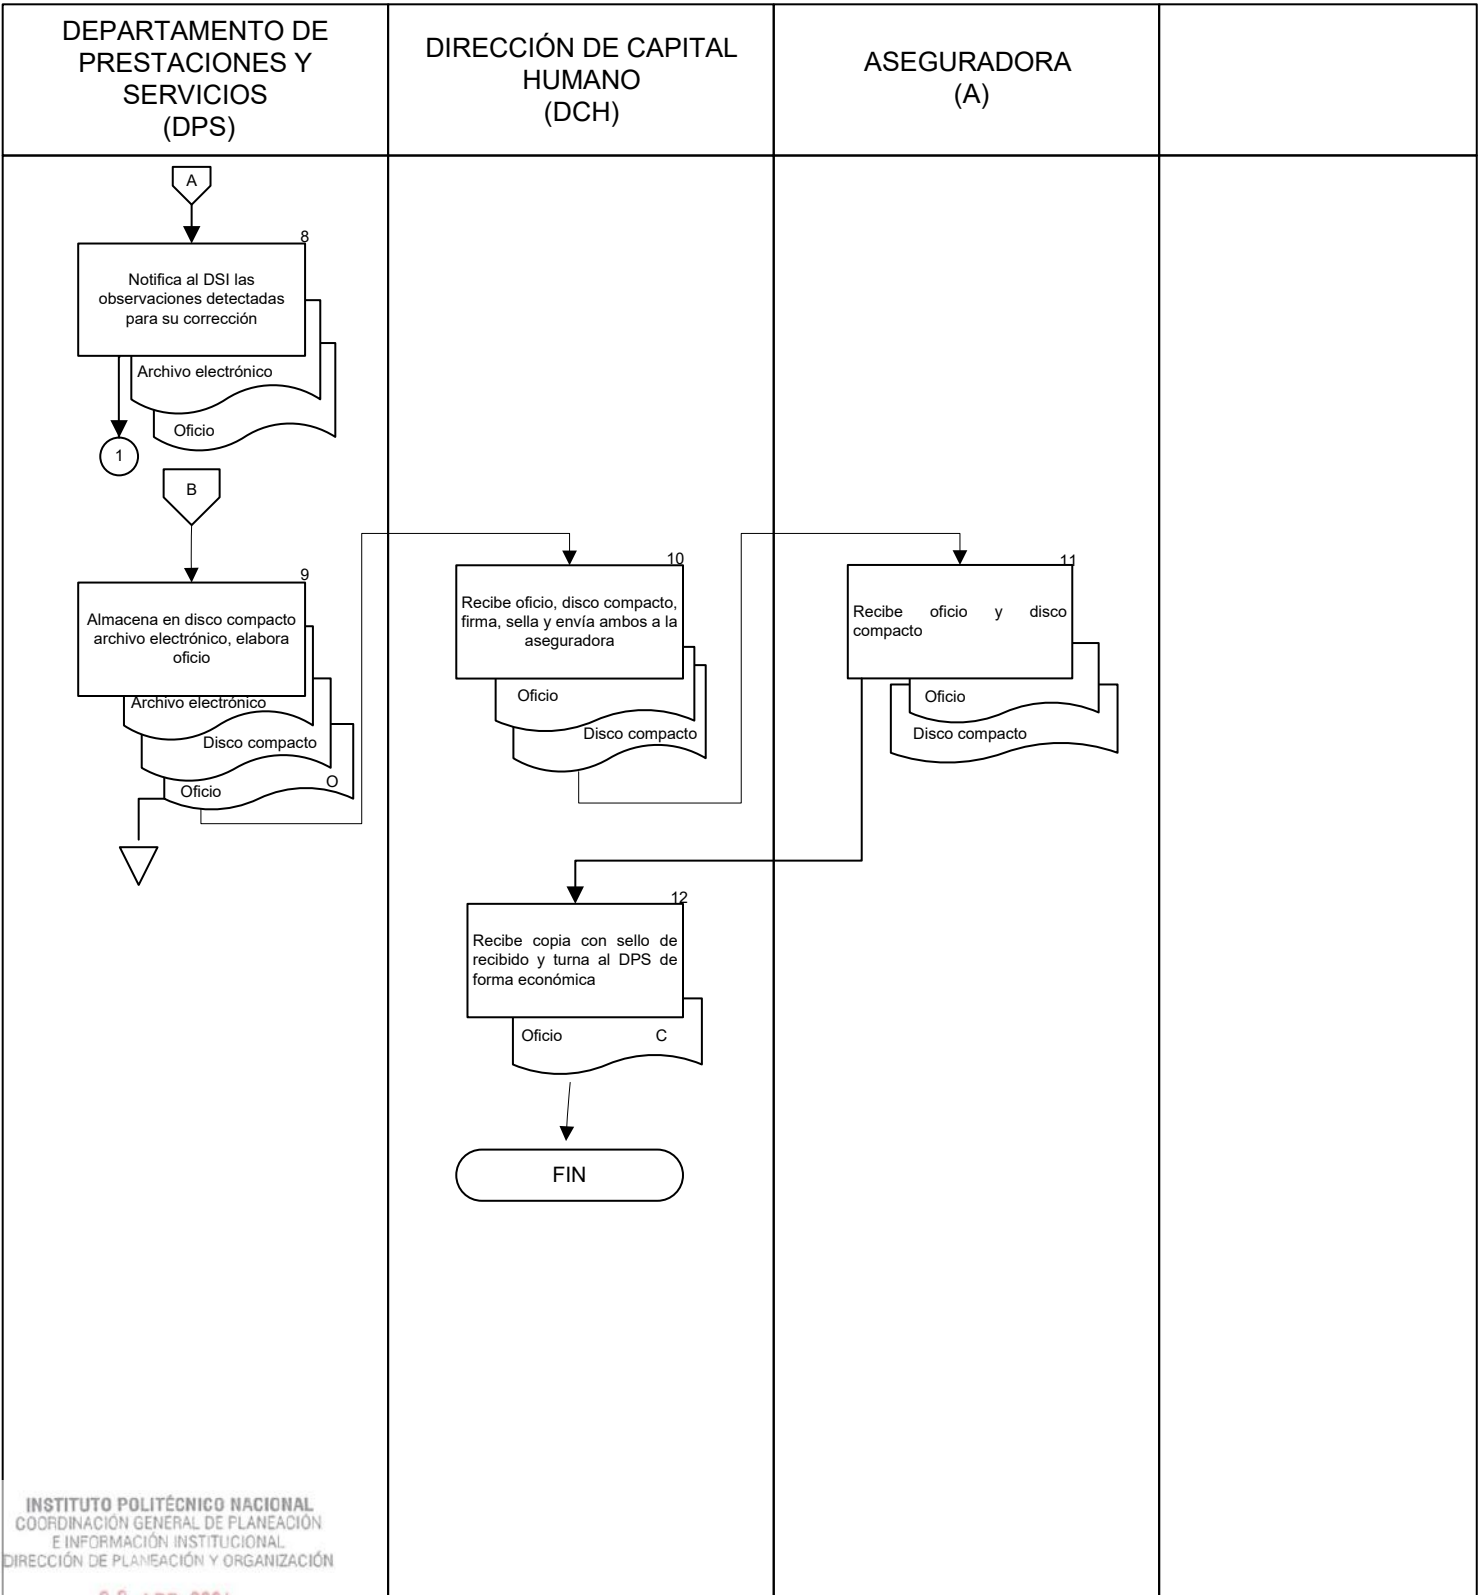 DEPARTAMENTO DE
PRESTACIONES Y
SERVICIOS
(DPS)
DIRECCIÓN DE CAPITAL
HUMANO
(DCH)
ASEGURADORA
(A)
A
8
Notifica al DSI las
observaciones detectadas
para su corrección
Archivo electrónico
Oficio
1
B
9
Almacena en disco compacto
archivo electrónico, elabora
oficio
Archivo electrónico
Disco compacto
Oficio O
10
Recibe oficio, disco compacto,
firma, sella y envía ambos a la
aseguradora
Oficio
Disco compacto
11
Recibe oficio y disco
compacto
Oficio
Disco compacto
12
Recibe copia con sello de
recibido y turna al DPS de
forma económica
Oficio C
FIN
INSTITUTO POLITÉCNICO NACIONAL
COORDINACIÓN GENERAL DE PLANEACIÓN
E INFORMACIÓN INSTITUCIONAL
DIRECCIÓN DE PLANEACIÓN Y ORGANIZACIÓN